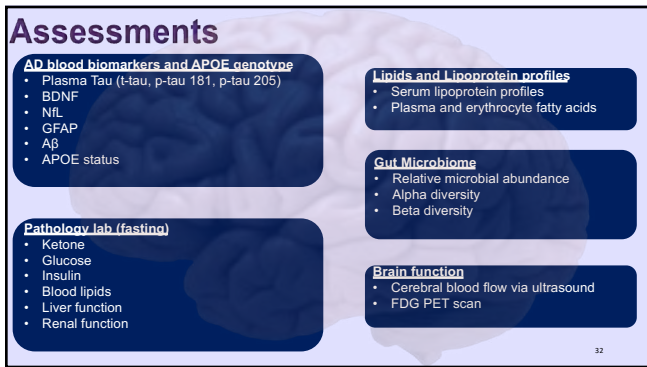 Assessments
AD blood biomarkers and APOE genotype
• Plasma Tau (t-tau, p-tau 181, p-tau 205)
• BDNF
• NfL
• GFAP
• Aβ
• APOE status
Pathology lab (fasting)
• Ketone
• Glucose
• Insulin
• Blood lipids
• Liver function
• Renal function
Lipids and Lipoprotein profiles
• Serum lipoprotein profiles
• Plasma and erythrocyte fatty acids
Gut Microbiome
• Relative microbial abundance
• Alpha diversity
• Beta diversity
Brain function
• Cerebral blood flow via ultrasound
• FDG PET scan
32